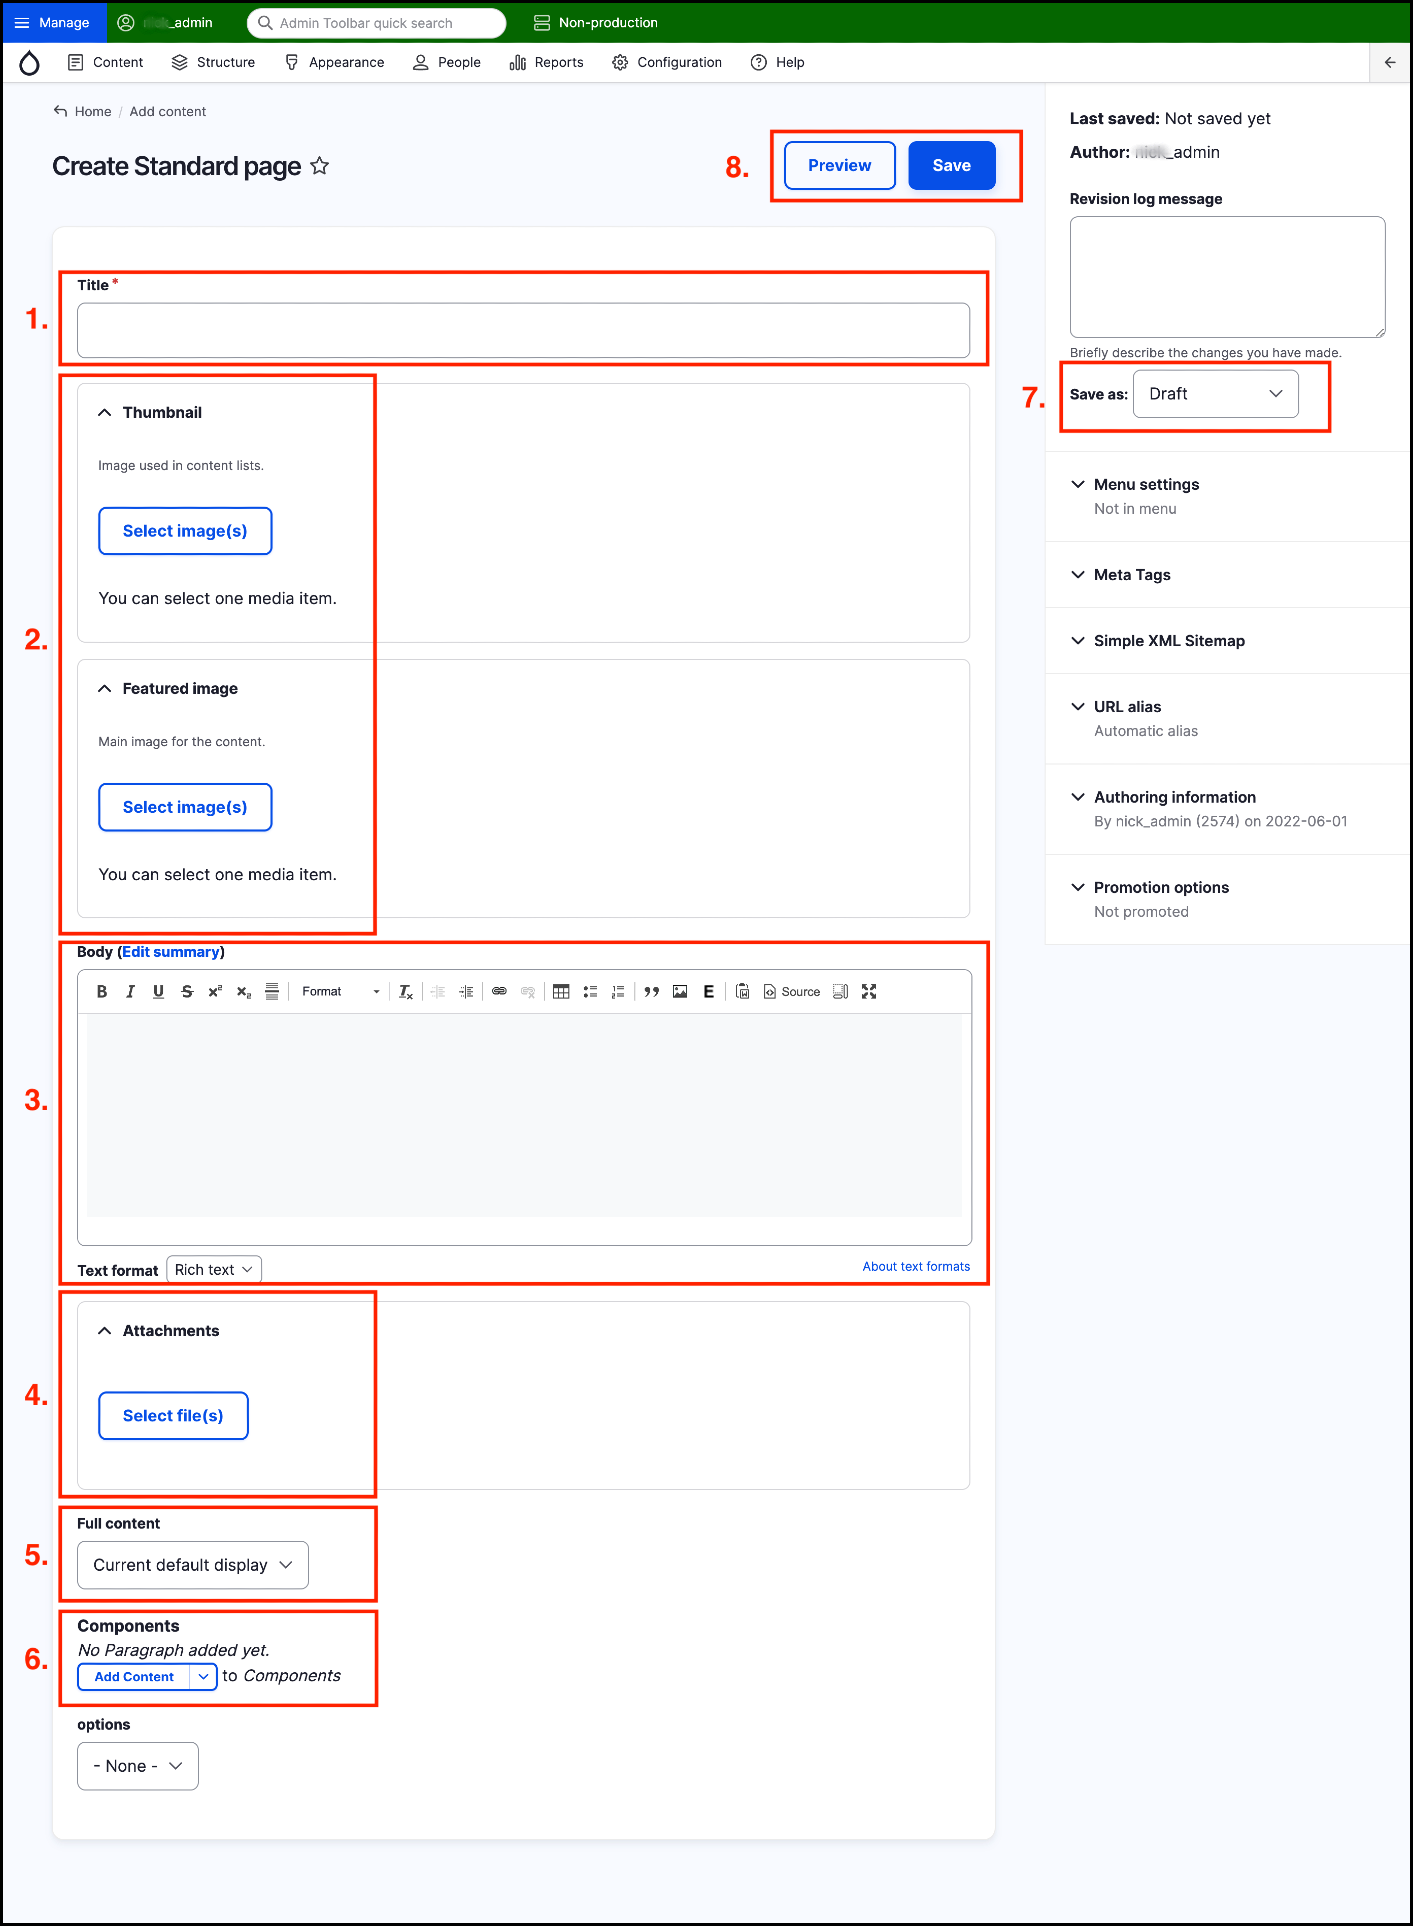 Manage
_admin
Admin Toolbar quick search
Non-production
Content
Structure
Appearance
People
Reports
Configuration
Help
Home / Add content
Create Standard page
8.
Preview
Save
1.
Title *
2.
Thumbnail
Image used in content lists.
Select image(s)
You can select one media item.
Featured image
Main image for the content.
Select image(s)
You can select one media item.
3.
Body (Edit summary)
B I U S x² x₂ Format Tx E Source
Text format Rich text
About text formats
4.
Attachments
Select file(s)
5.
Full content
Current default display
6.
Components
No Paragraph added yet.
Add Content to Components
options
- None -
Last saved: Not saved yet
Author: _admin
Revision log message
Briefly describe the changes you have made.
7.
Save as: Draft
Menu settings
Not in menu
Meta Tags
Simple XML Sitemap
URL alias
Automatic alias
Authoring information
By nick_admin (2574) on 2022-06-01
Promotion options
Not promoted